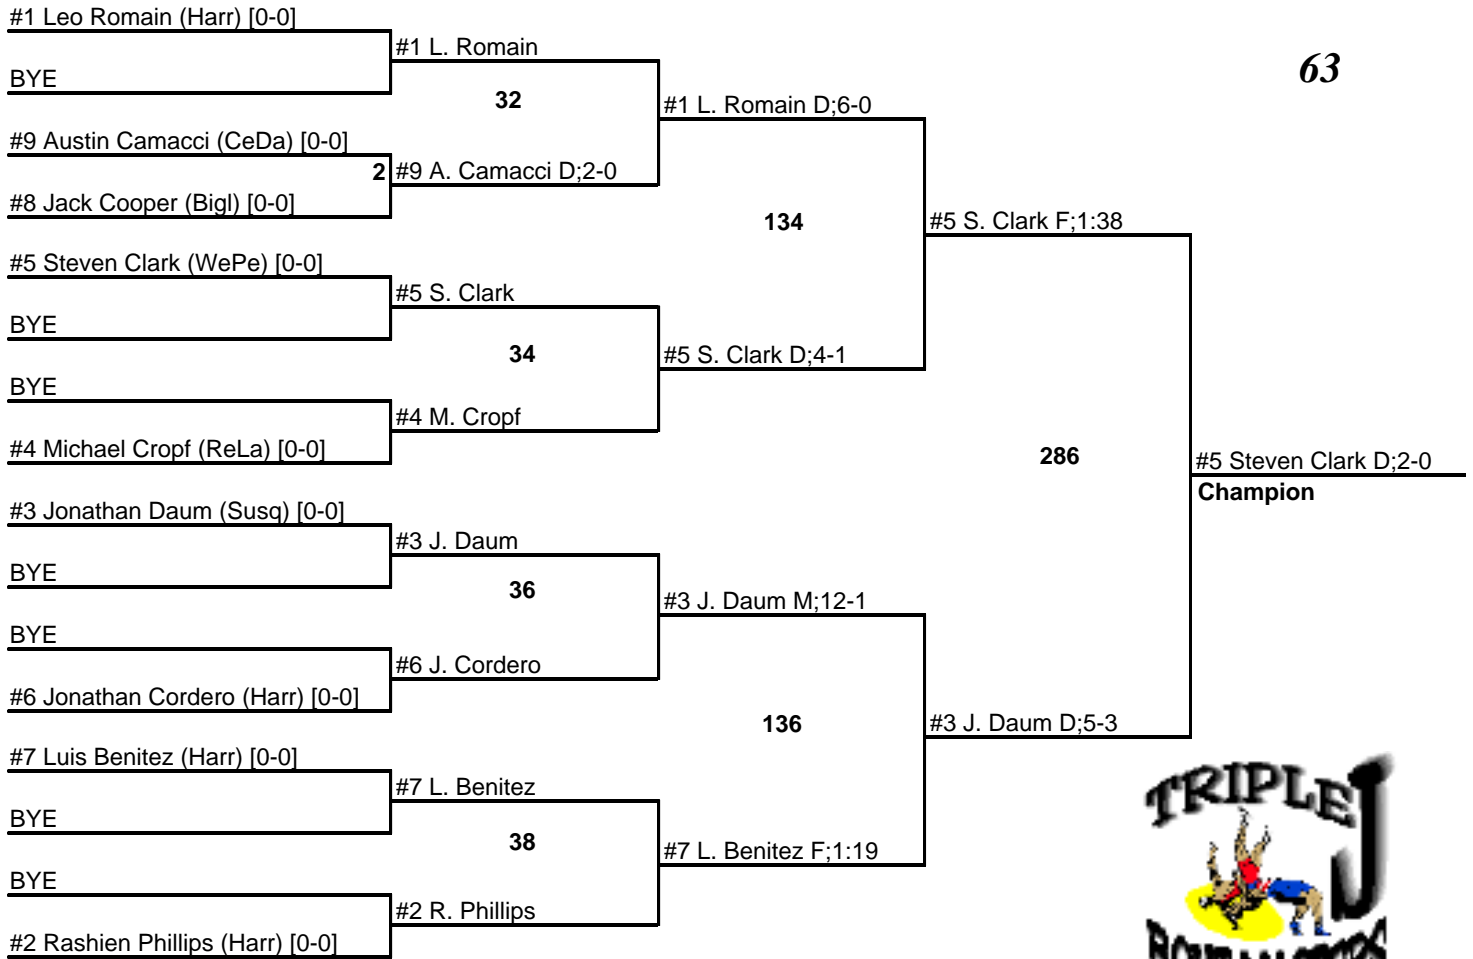 #1 Leo Romain (Harr) [0-0]
BYE
#9 Austin Camacci (CeDa) [0-0]
#8 Jack Cooper (Bigl) [0-0]
#5 Steven Clark (WePe) [0-0]
BYE
BYE
#4 Michael Cropf (ReLa) [0-0]
#3 Jonathan Daum (Susq) [0-0]
BYE
BYE
#6 Jonathan Cordero (Harr) [0-0]
#7 Luis Benitez (Harr) [0-0]
BYE
BYE
#2 Rashien Phillips (Harr) [0-0]
2
#1 L. Romain
32
#9 A. Camacci D;2-0
#5 S. Clark
34
#4 M. Cropf
#3 J. Daum
36
#6 J. Cordero
#7 L. Benitez
38
#2 R. Phillips
#1 L. Romain D;6-0
134
#5 S. Clark D;4-1
#3 J. Daum M;12-1
136
#7 L. Benitez F;1:19
#5 S. Clark F;1:38
286
#3 J. Daum D;5-3
63
#5 Steven Clark D;2-0
Champion
TRIPLE J